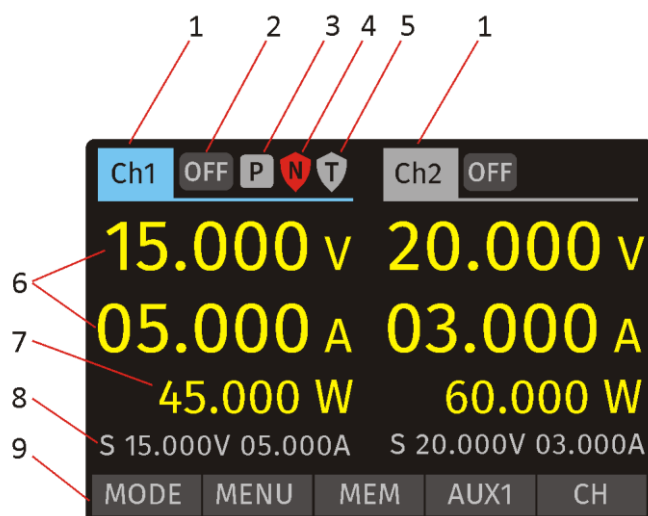 1 2 3 4 5 1
Ch1 OFF P N T Ch2 OFF
15.000 V 20.000 V
6
05.000 A 03.000 A
7
45.000 W 60.000 W
8
S 15.000V 05.000A S 20.000V 03.000A
9
MODE MENU MEM AUX1 CH